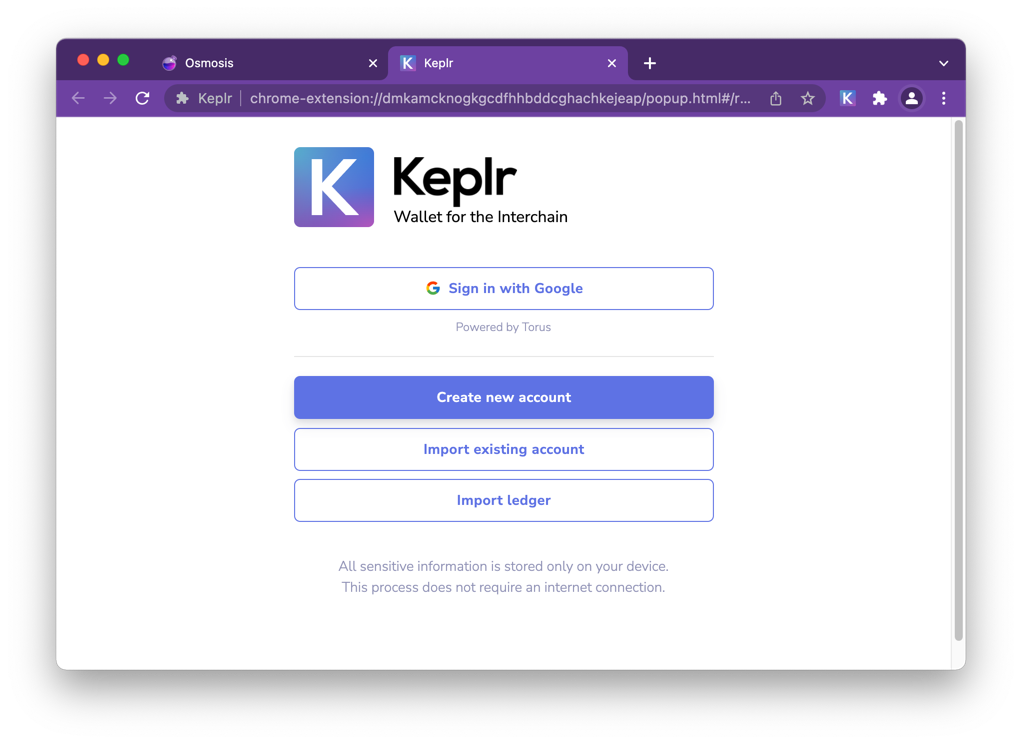 Osmosis
Keplr
Keplr
chrome-extension://dmkamcknogkgcdfhhbddcghachkejeap/popup.html#/r...
K
K
Keplr
Wallet for the Interchain
Sign in with Google
Powered by Torus
Create new account
Import existing account
Import ledger
All sensitive information is stored only on your device.
This process does not require an internet connection.